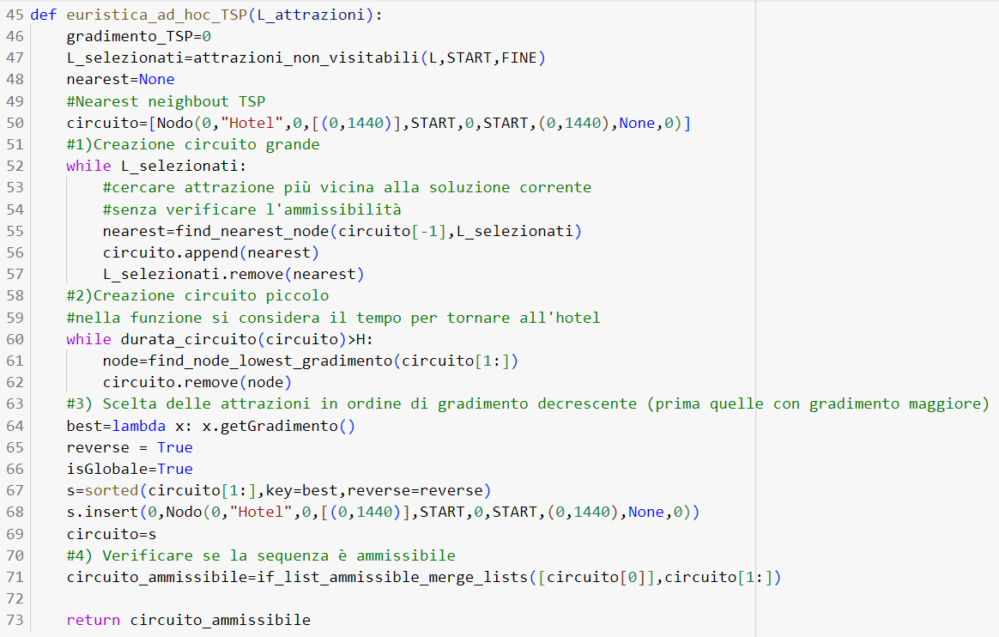 45 def euristica_ad_hoc_TSP(L_attrazioni):
46     gradimento_TSP=0
47     L_selezionati=attrazioni_non_visitabili(L,START,FINE)
48     nearest=None
49     #Nearest neighbout TSP
50     circuito=[Nodo(0,"Hotel",0,[(0,1440)],START,0,START,(0,1440),None,0)]
51     #1)Creazione circuito grande
52     while L_selezionati:
53         #cercare attrazione più vicina alla soluzione corrente
54         #senza verificare l'ammissibilità
55         nearest=find_nearest_node(circuito[-1],L_selezionati)
56         circuito.append(nearest)
57         L_selezionati.remove(nearest)
58     #2)Creazione circuito piccolo
59     #nella funzione si considera il tempo per tornare all'hotel
60     while durata_circuito(circuito)>H:
61         node=find_node_lowest_gradimento(circuito[1:])
62         circuito.remove(node)
63     #3) Scelta delle attrazioni in ordine di gradimento decrescente (prima quelle con gradimento maggiore)
64     best=lambda x: x.getGradimento()
65     reverse = True
66     isGlobale=True
67     s=sorted(circuito[1:],key=best,reverse=reverse)
68     s.insert(0,Nodo(0,"Hotel",0,[(0,1440)],START,0,START,(0,1440),None,0))
69     circuito=s
70     #4) Verificare se la sequenza è ammissibile
71     circuito_ammissibile=if_list_ammissible_merge_lists([circuito[0]],circuito[1:])
72
73     return circuito_ammissibile